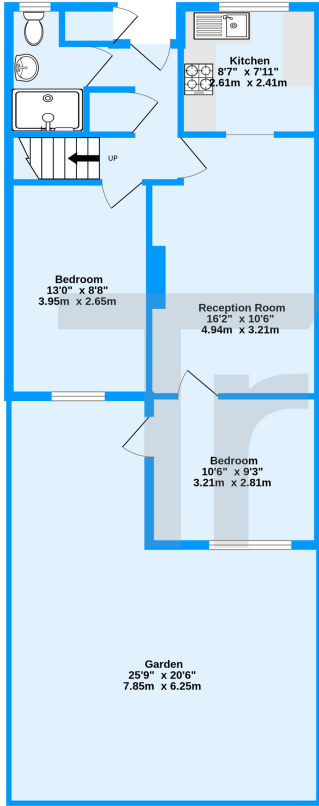 Kitchen
8'7" x 7'11"
2.61m x 2.41m
UP
Bedroom
13'0" x 8'8"
3.95m x 2.65m
Reception Room
16'2" x 10'6"
4.94m x 3.21m
Bedroom
10'6" x 9'3"
3.21m x 2.81m
Garden
25'9" x 20'6"
7.85m x 6.25m
Tr